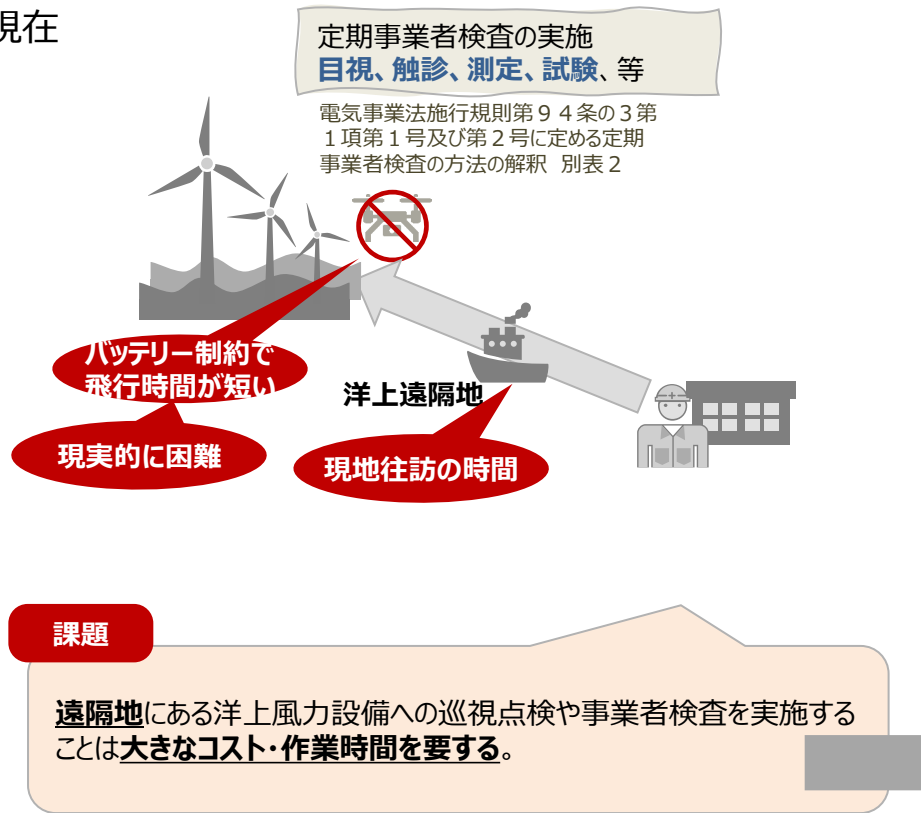 現在
定期事業者検査の実施
目視、触診、測定、試験、等
電気事業法施行規則第９４条の３第
１項第１号及び第２号に定める定期
事業者検査の方法の解釈 別表２
バッテリー制約で
飛行時間が短い
洋上遠隔地
現実的に困難
現地往訪の時間
課題
遠隔地にある洋上風力設備への巡視点検や事業者検査を実施する
ことは大きなコスト・作業時間を要する。